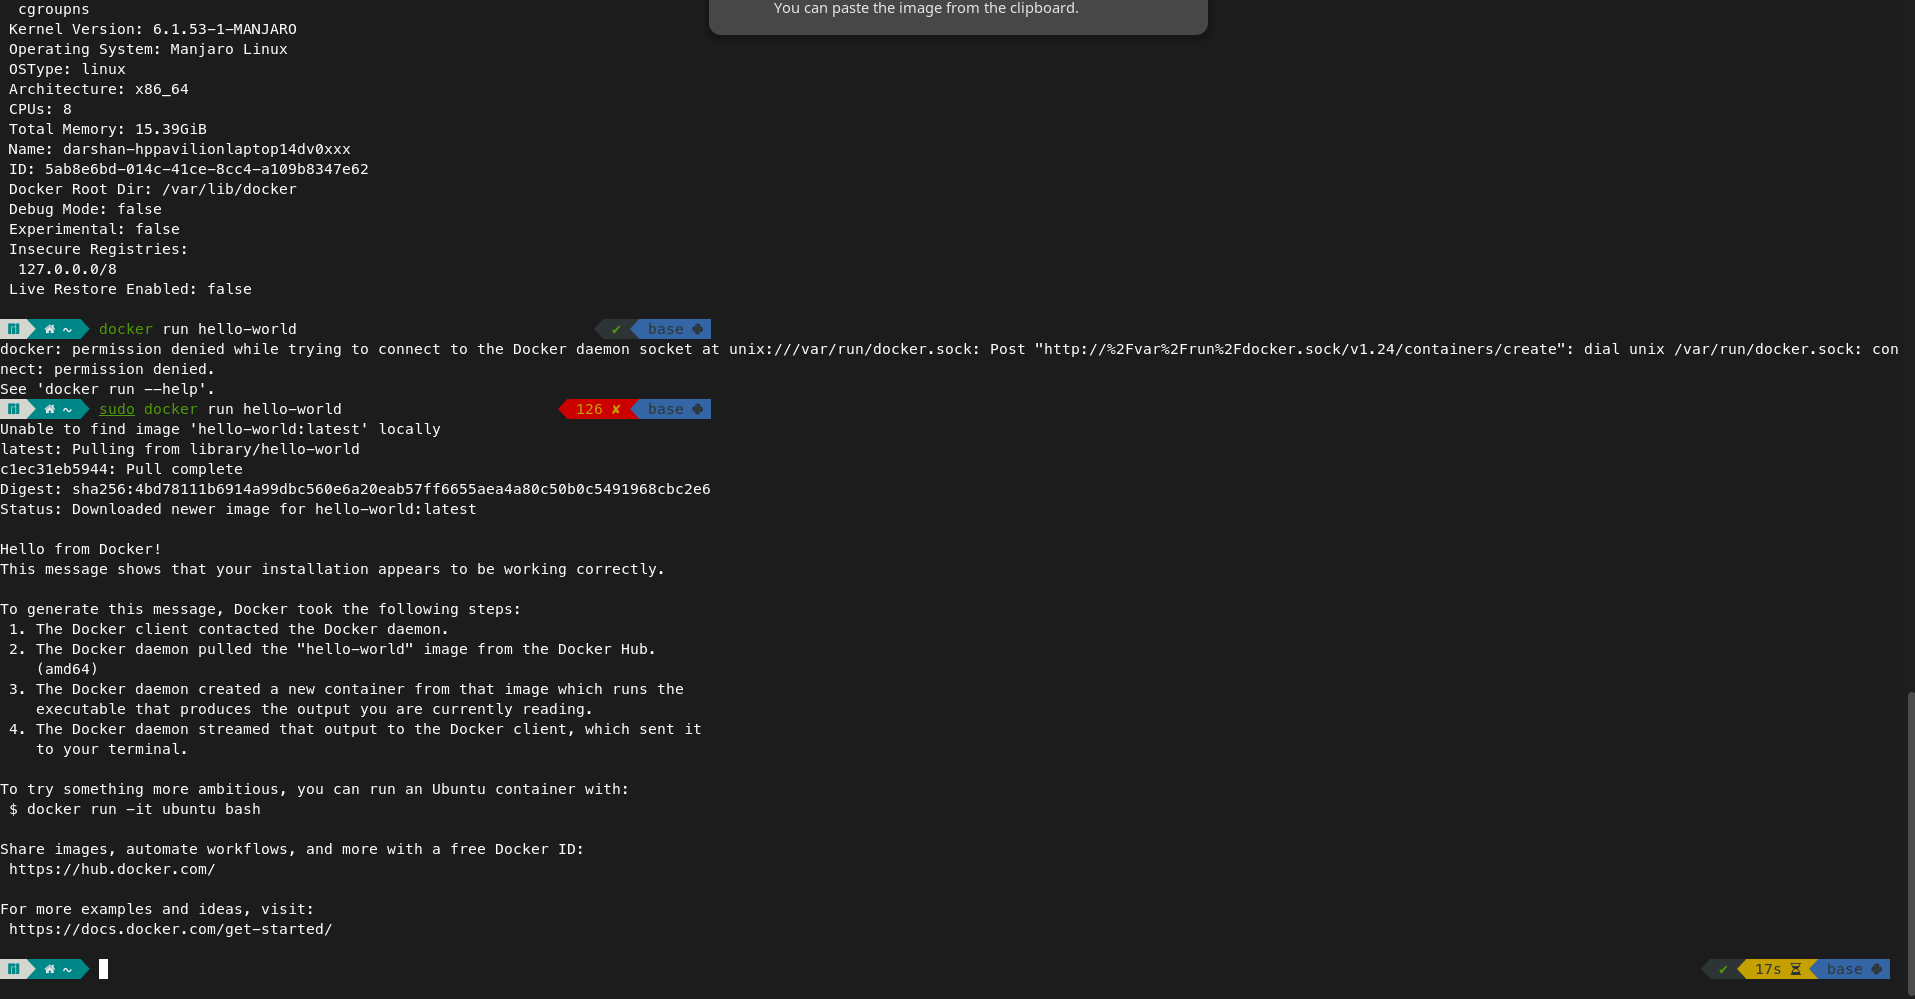 You can paste the image from the clipboard.
cgroupns
Kernel Version: 6.1.53-1-MANJARO
Operating System: Manjaro Linux
OSType: linux
Architecture: x86_64
CPUs: 8
Total Memory: 15.39GiB
Name: darshan-hppavilionlaptop14dv0xxx
ID: 5ab8e6bd-014c-41ce-8cc4-a109b8347e62
Docker Root Dir: /var/lib/docker
Debug Mode: false
Experimental: false
Insecure Registries:
127.0.0.0/8
Live Restore Enabled: false
~ docker run hello-world ✔ base
docker: permission denied while trying to connect to the Docker daemon socket at unix:///var/run/docker.sock: Post "http://%2Fvar%2Frun%2Fdocker.sock/v1.24/containers/create": dial unix /var/run/docker.sock: con
nect: permission denied.
See 'docker run --help'.
~ sudo docker run hello-world 126 ✘ base
Unable to find image 'hello-world:latest' locally
latest: Pulling from library/hello-world
c1ec31eb5944: Pull complete
Digest: sha256:4bd78111b6914a99dbc560e6a20eab57ff6655aea4a80c50b0c5491968cbc2e6
Status: Downloaded newer image for hello-world:latest
Hello from Docker!
This message shows that your installation appears to be working correctly.
To generate this message, Docker took the following steps:
1. The Docker client contacted the Docker daemon.
2. The Docker daemon pulled the "hello-world" image from the Docker Hub.
(amd64)
3. The Docker daemon created a new container from that image which runs the
executable that produces the output you are currently reading.
4. The Docker daemon streamed that output to the Docker client, which sent it
to your terminal.
To try something more ambitious, you can run an Ubuntu container with:
$ docker run -it ubuntu bash
Share images, automate workflows, and more with a free Docker ID:
https://hub.docker.com/
For more examples and ideas, visit:
https://docs.docker.com/get-started/
~ ✔ 17s base